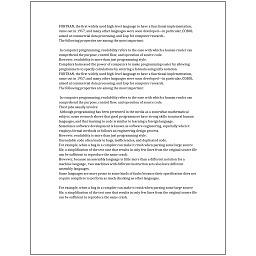 FORTRAN, the first widely used high-level language to have a functional implementation,
came out in 1957, and many other languages were soon developed—in particular, COBOL
aimed at commercial data processing, and Lisp for computer research.
The following properties are among the most important:

In computer programming, readability refers to the ease with which a human reader can
comprehend the purpose, control flow, and operation of source code.
However, readability is more than just programming style.
Compilers harnessed the power of computers to make programming easier by allowing
programmers to specify calculations by entering a formula using infix notation.
FORTRAN, the first widely used high-level language to have a functional implementation,
came out in 1957, and many other languages were soon developed—in particular, COBOL
aimed at commercial data processing, and Lisp for computer research.
The following properties are among the most important:

In computer programming, readability refers to the ease with which a human reader can
comprehend the purpose, control flow, and operation of source code.
Their jobs usually involve:
Although programming has been presented in the media as a somewhat mathematical
subject, some research shows that good programmers have strong skills in natural human
languages, and that learning to code is similar to learning a foreign language.
Sometimes software development is known as software engineering, especially when it
employs formal methods or follows an engineering design process.
However, readability is more than just programming style.
Unreadable code often leads to bugs, inefficiencies, and duplicated code.
For example, when a bug in a compiler can make it crash when parsing some large source
file, a simplification of the test case that results in only few lines from the original source file
can be sufficient to reproduce the same crash.
However, because an assembly language is little more than a different notation for a
machine language, two machines with different instruction sets also have different
assembly languages.
Some languages are more prone to some kinds of faults because their specification does not
require compilers to perform as much checking as other languages.

For example, when a bug in a compiler can make it crash when parsing some large source
file, a simplification of the test case that results in only few lines from the original source file
can be sufficient to reproduce the same crash.